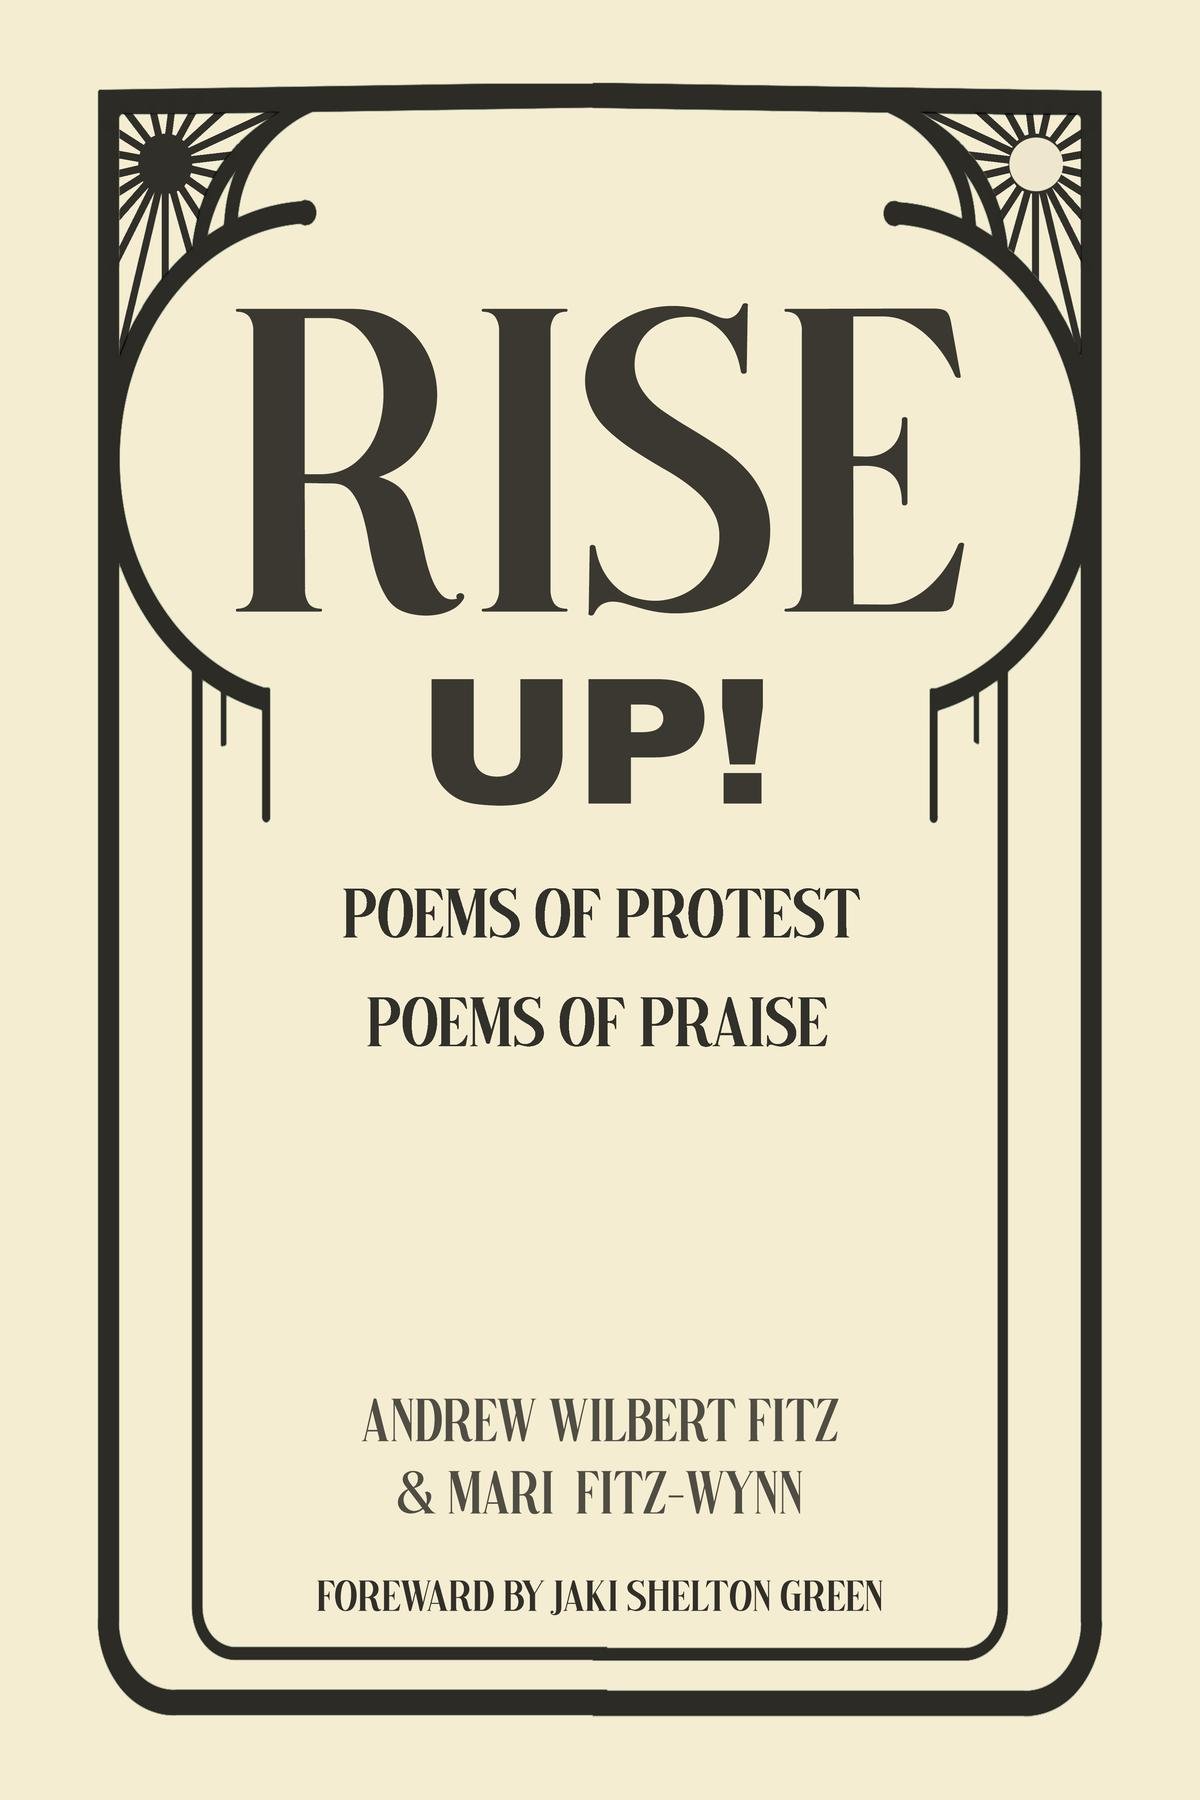 RISE
UP!
POEMS OF PROTEST
POEMS OF PRAISE
ANDREW WILBERT FITZ
& MARI FITZ-WYNN
FOREWARD BY JAKI SHELTON GREEN